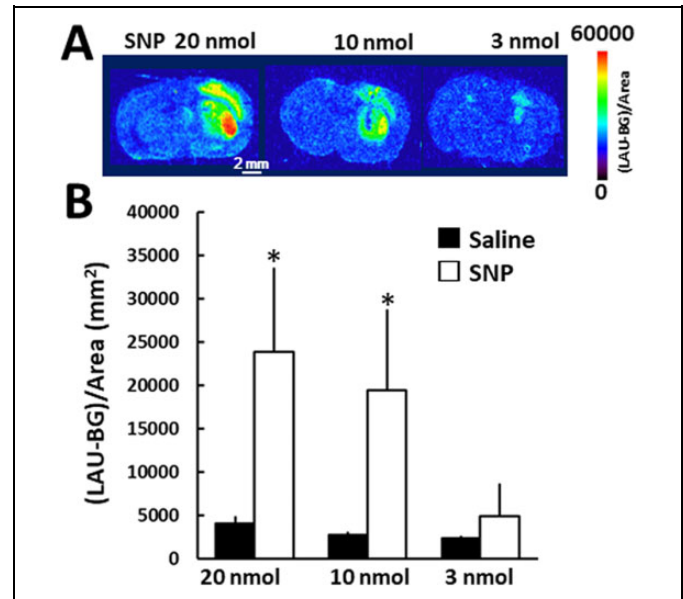 A
SNP 20 nmol 10 nmol 3 nmol 60000
(LAU-BG)/Area
2 mm
0
B
(LAU-BG)/Area (mm²)
40000
35000
30000
25000
20000
15000
10000
5000
0
Saline
SNP
*
*
20 nmol 10 nmol 3 nmol